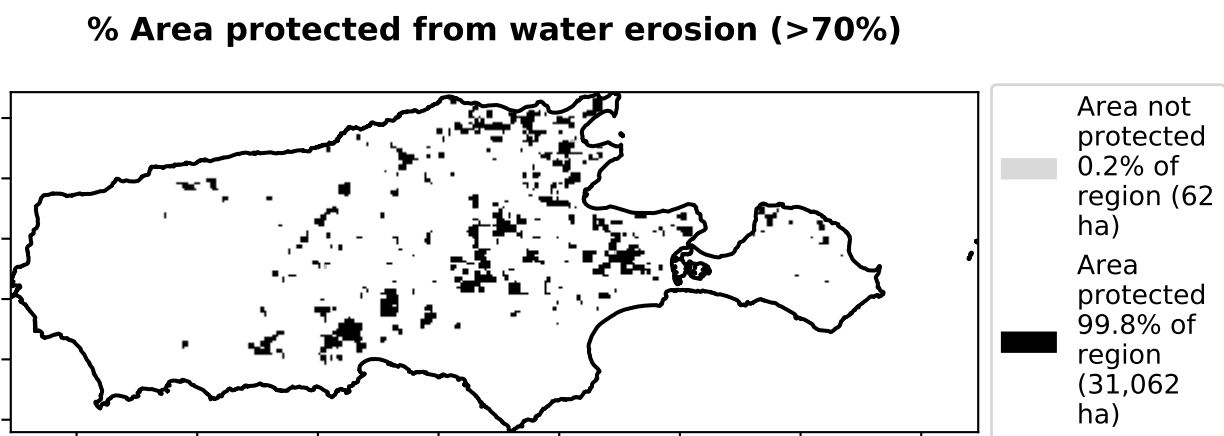 % Area protected from water erosion (>70%)
Area not
protected
0.2% of
region (62
ha)
Area
protected
99.8% of
region
(31,062
ha)